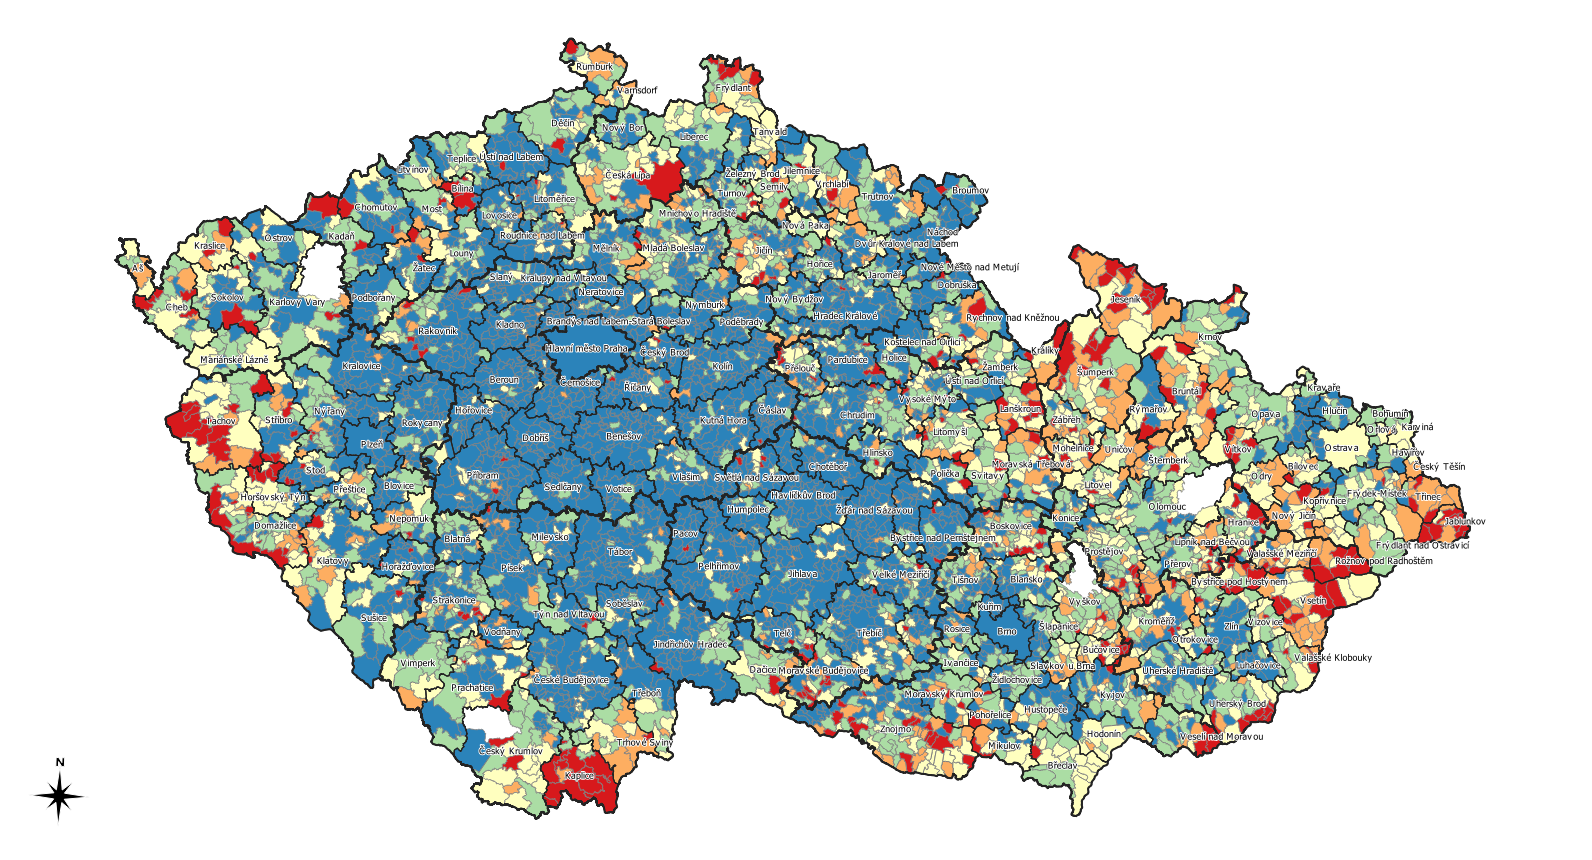 Rumburk
Varnsdorf
Frýdlant
Děčín
Nový Bor
Liberec
Tanvald
Teplice
Ústí nad Labem
Litvínov
Česká Lípa
Železný Brod
Jilemnice
Semily
Vrchlabí
Bílina
Turnov
Trutnov
Broumov
Litoměřice
Chomutov
Most
Lovosice
Mnichovo Hradiště
Nová Paka
Náchod
Ostrov
Kadaň
Roudnice nad Labem
Kraslice
Mělník
Mladá Boleslav
Jičín
Dvůr Králové nad Labem
Louny
Hořice
Aš
Žatec
Jaroměř
Nové Město nad Metují
Slaný
Kralupy nad Vltavou
Dobruška
Neratovice
Sokolov
Karlovy Vary
Podbořany
Cheb
Nymburk
Nový Bydžov
Jeseník
Hradec Králové
Rychnov nad Kněžnou
Kladno
Brandýs nad Labem-Stará Boleslav
Poděbrady
Rakovník
Krnov
Kostelec nad Orlicí
Hlavní město Praha
Český Brod
Králíky
Mariánské Lázně
Kralovice
Pardubice
Holice
Kolín
Přelouč
Žamberk
Šumperk
Beroun
Černošice
Říčany
Ústí nad Orlicí
Bruntál
Kravaře
Vysoké Mýto
Hořovice
Nýřany
Čáslav
Chrudim
Lanškroun
Rýmařov
Hlučín
Bohumín
Opava
Tachov
Stříbro
Rokycany
Kutná Hora
Zábřeh
Orlová
Karviná
Dobříš
Benešov
Litomyšl
Plzeň
Mohelnice
Uničov
Vítkov
Ostrava
Hlinsko
Havířov
Stod
Chotěboř
Moravská Třebová
Šternberk
Bílovec
Český Těšín
Příbram
Vlašim
Světlá nad Sázavou
Polička
Svitavy
Odry
Přeštice
Blovice
Sedlčany
Votice
Litovel
Horšovský Týn
Havlíčkův Brod
Frýdek-Místek
Třinec
Kopřivnice
Humpolec
Žďár nad Sázavou
Olomouc
Nepomuk
Konice
Nový Jičín
Domažlice
Boskovice
Hranice
Jablunkov
Blatná
Milevsko
Pacov
Bystřice nad Pernštejnem
Lipník nad Bečvou
Frýdlant nad Ostravicí
Tábor
Prostějov
Valašské Meziříčí
Klatovy
Horažďovice
Písek
Pelhřimov
Přerov
Rožnov pod Radhoštěm
Jihlava
Velké Meziříčí
Tišnov
Blansko
Bystřice pod Hostýnem
Strakonice
Soběslav
Vyškov
Vsetín
Sušice
Týn nad Vltavou
Kuřim
Kroměříž
Vizovice
Vodňany
Telč
Třebíč
Rosice
Brno
Šlapanice
Zlín
Jindřichův Hradec
Otrokovice
Bučovice
Valašské Klobouky
Vimperk
Dačice
Moravské Budějovice
Ivančice
Slavkov u Brna
Luhačovice
Uherské Hradiště
České Budějovice
Židlochovice
Prachatice
Třeboň
Moravský Krumlov
Kyjov
Uherský Brod
Hustopeče
Pohořelice
Znojmo
Hodonín
Veselí nad Moravou
Trhové Sviny
Mikulov
Český Krumlov
Břeclav
Kaplice
N